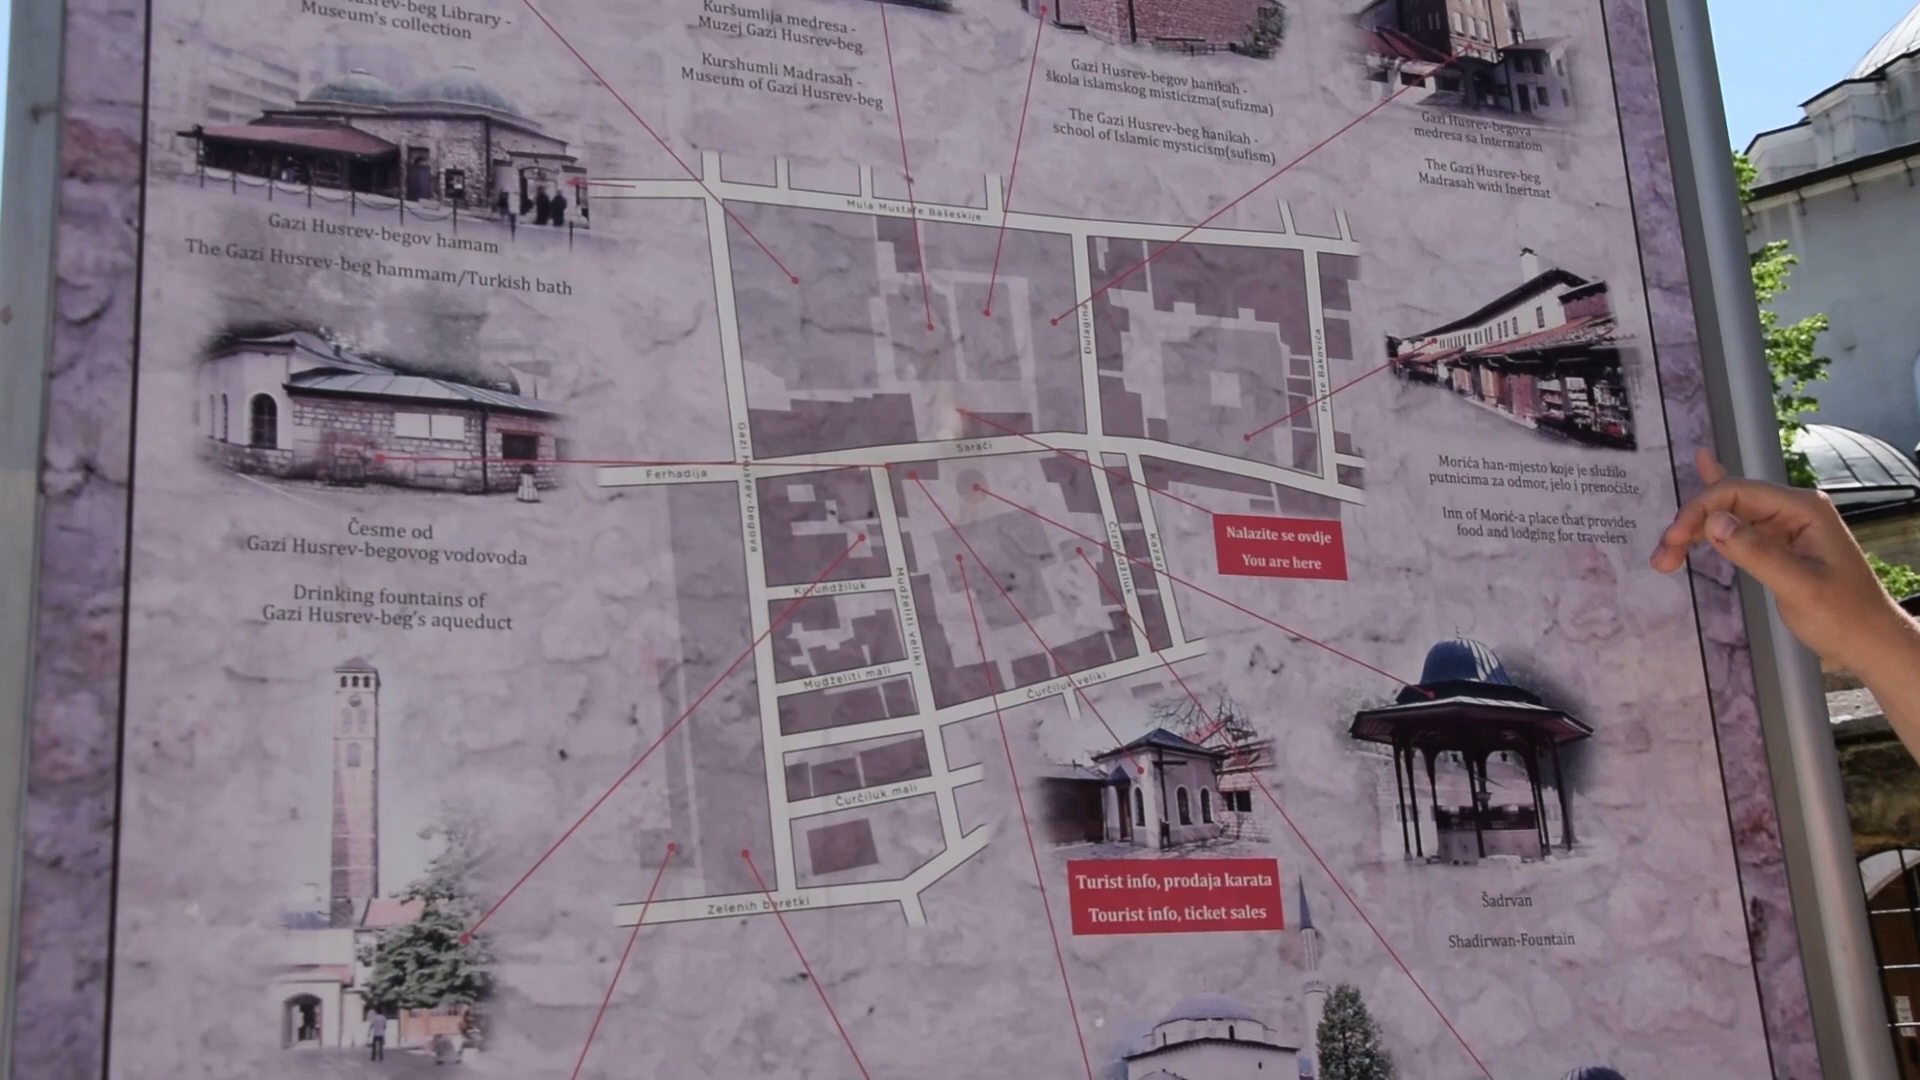 Library -
Museum's collection
Kuršumlija medresa -
Muzej Gazi Husrev-beg
Kurshumli Madrasah -
Museum of Gazi Husrev-beg
Gazi Husrev-begov hanikah -
škola islamskog misticizma(sufizma)
The Gazi Husrev-beg hanikah -
school of Islamic mysticism(sufism)
Gazi Husrev-begova
medresa sa Internatom
The Gazi Husrev-beg
Madrasah with Inertnat
Gazi Husrev-begov hamam
The Gazi Husrev-beg hammam/Turkish bath
Mula Mustafe Bašeskije
Dulagina
Prote Bakovića
Morića han-mjesto koje je služilo
putnicima za odmor, jelo i prenoćište
Inn of Morić-a place that provides
food and lodging for travelers
Ferhadija
Sarači
Gazi Husrev-begova
Česme od
Gazi Husrev-begovog vodovoda
Drinking fountains of
Gazi Husrev-beg's aqueduct
Nalazite se ovdje
You are here
Kujundžiluk
Mudželiti veliki
Čizmedžiluk
Kazazi
Mudželiti mali
Ćurčiluk veliki
Ćurčiluk mali
Zelenih beretki
Turist info, prodaja karata
Tourist info, ticket sales
Šadrvan
Shadirwan-Fountain